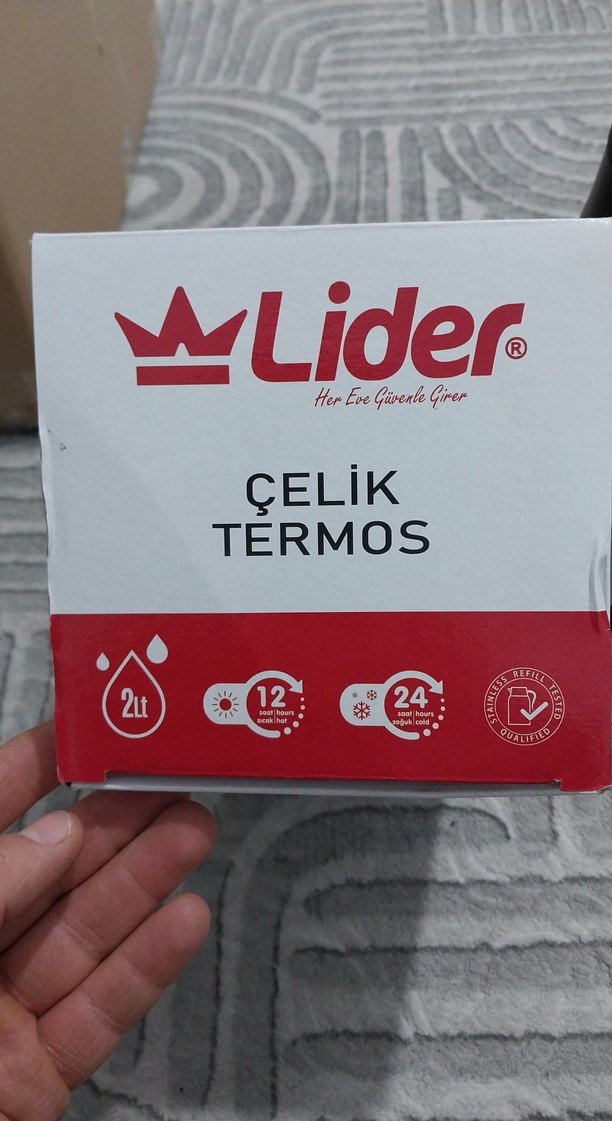 Lider®
Her Eve Güvenle Girer
ÇELİK
TERMOS
2Lt
12
saat|hours
sıcak|hot
24
saat|hours
soğuk|cold
STAINLESS REFILL TESTED
QUALIFIED